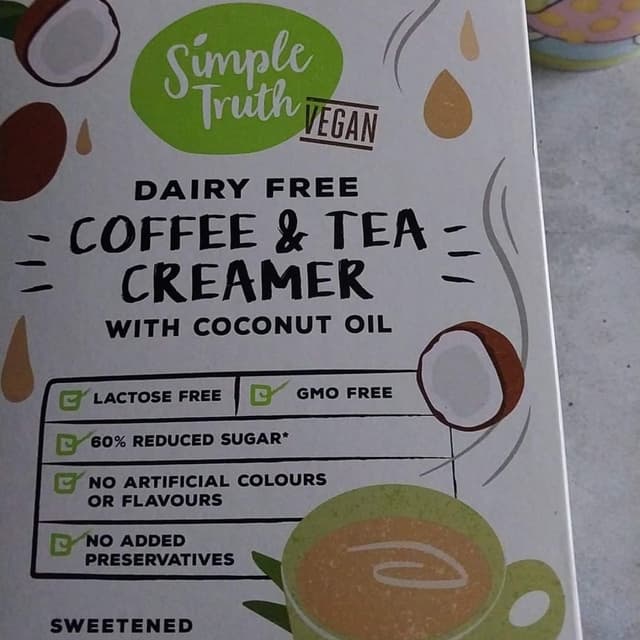 Simple
Truth
VEGAN
DAIRY FREE
COFFEE & TEA
CREAMER
WITH COCONUT OIL
LACTOSE FREE
GMO FREE
60% REDUCED SUGAR*
NO ARTIFICIAL COLOURS
OR FLAVOURS
NO ADDED
PRESERVATIVES
SWEETENED